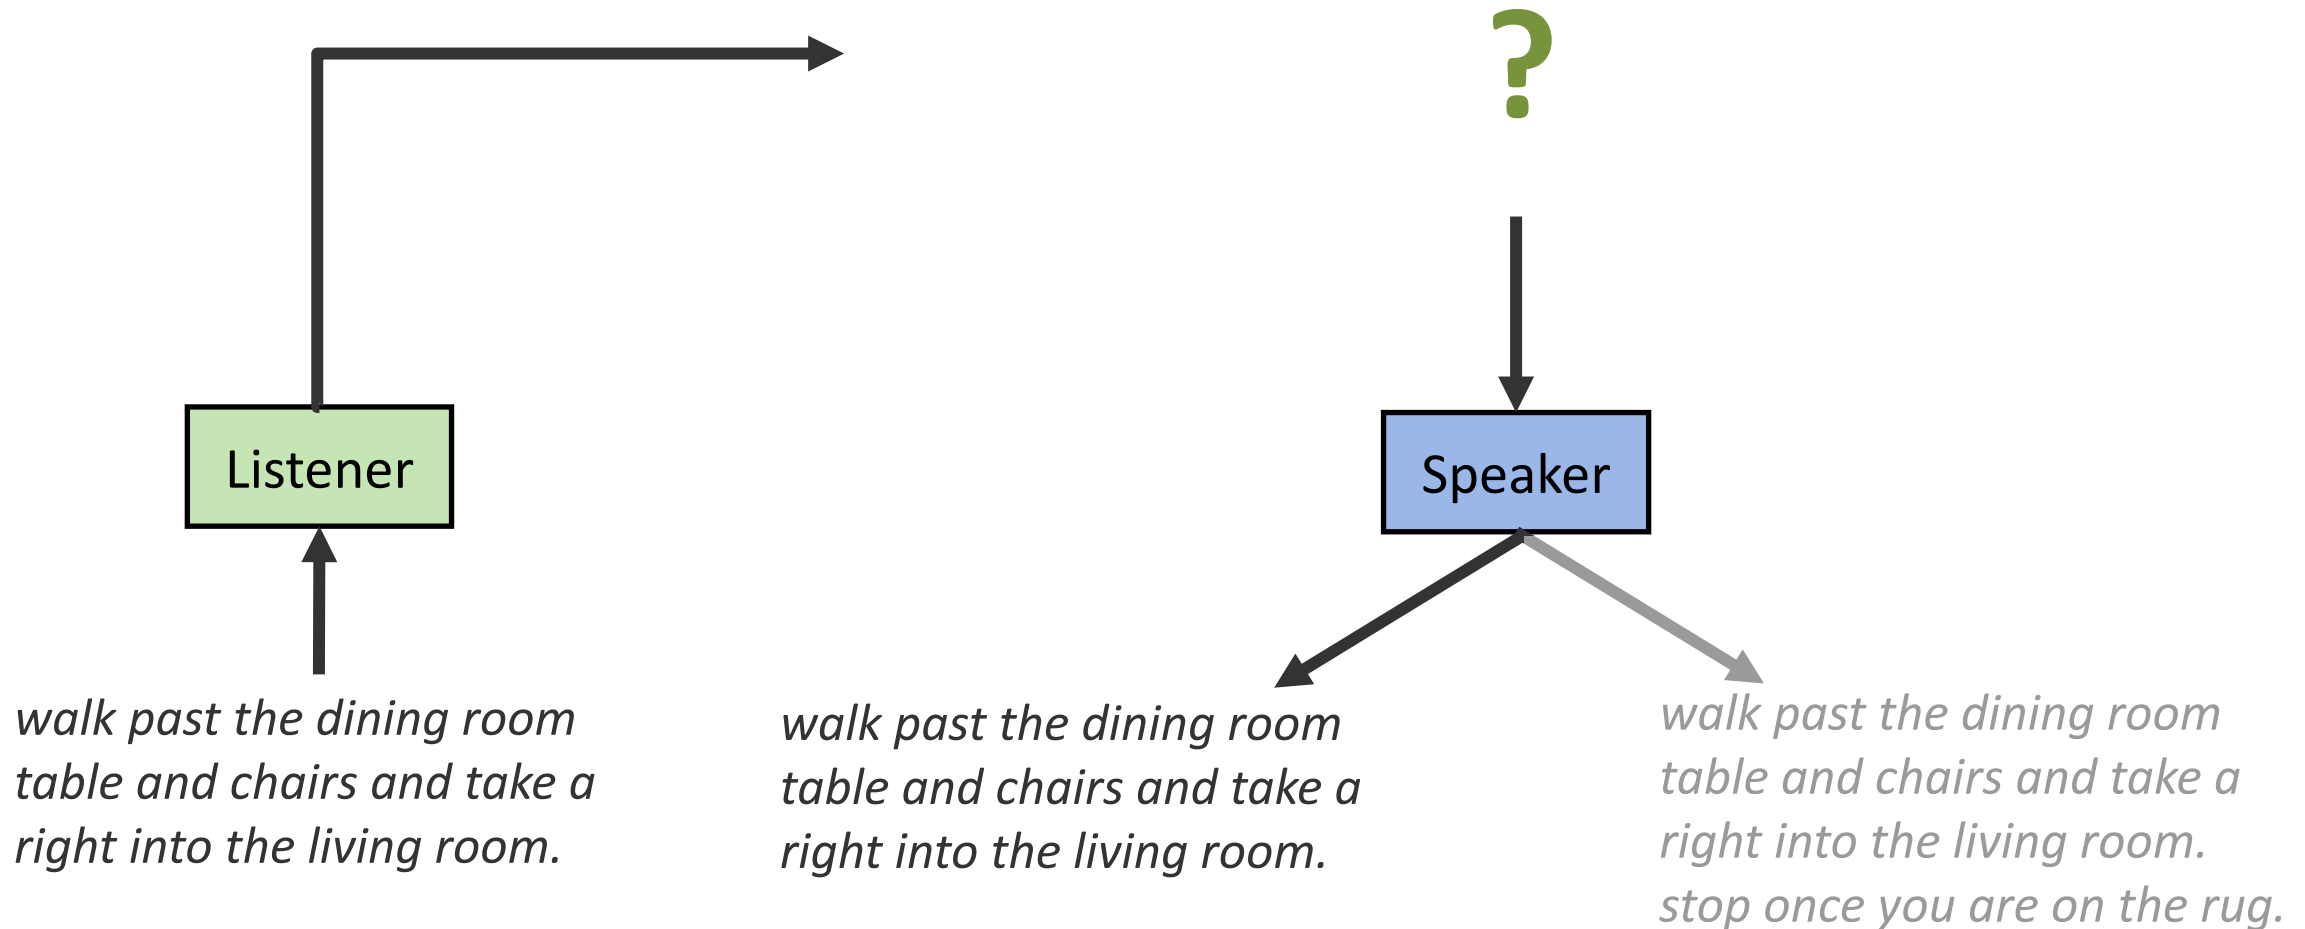 ?
Listener
Speaker
walk past the dining room
table and chairs and take a
right into the living room.
walk past the dining room
table and chairs and take a
right into the living room.
walk past the dining room
table and chairs and take a
right into the living room.
stop once you are on the rug.